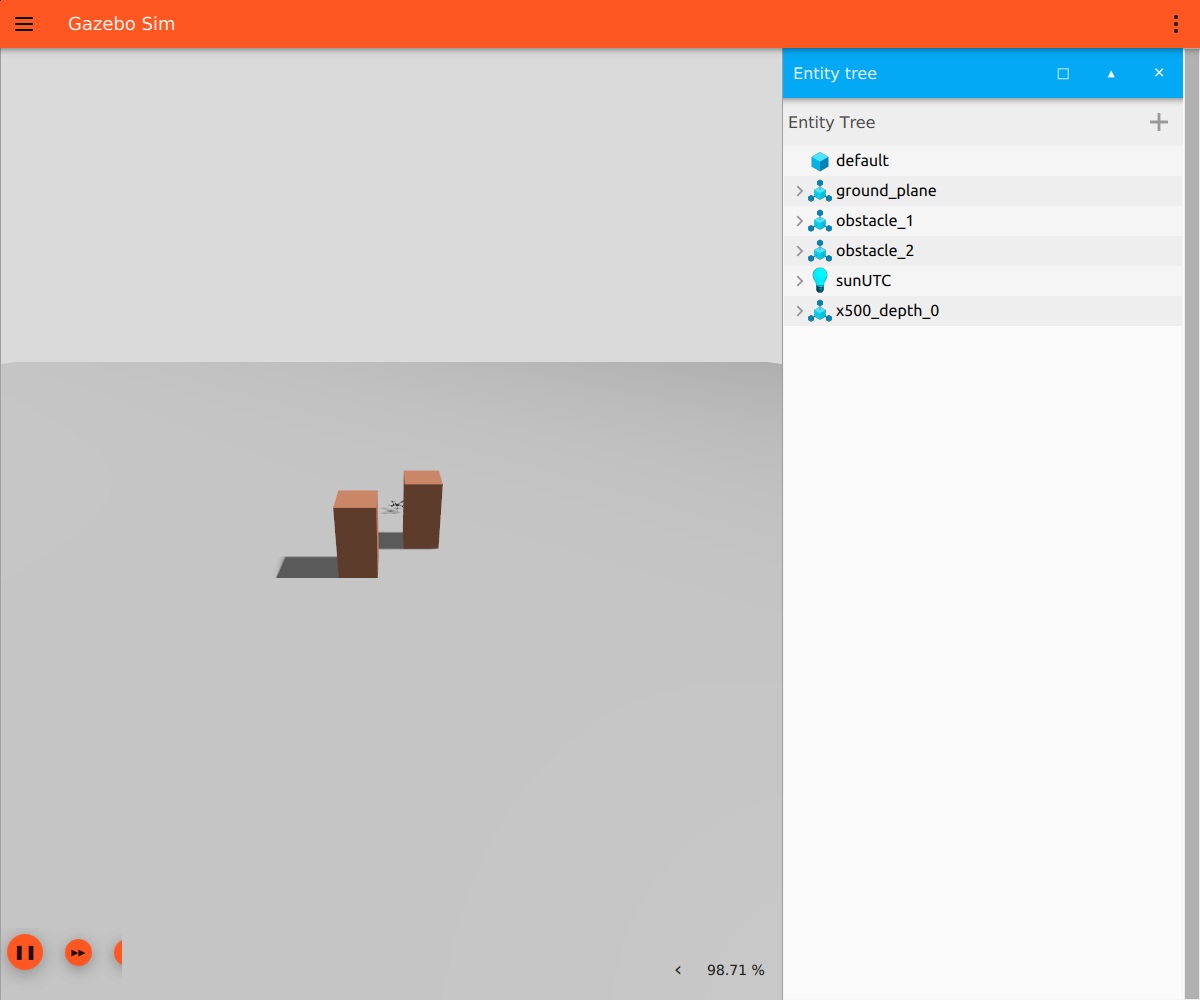 Gazebo Sim
Entity tree
Entity Tree
default
ground_plane
obstacle_1
obstacle_2
sunUTC
x500_depth_0
98.71 %